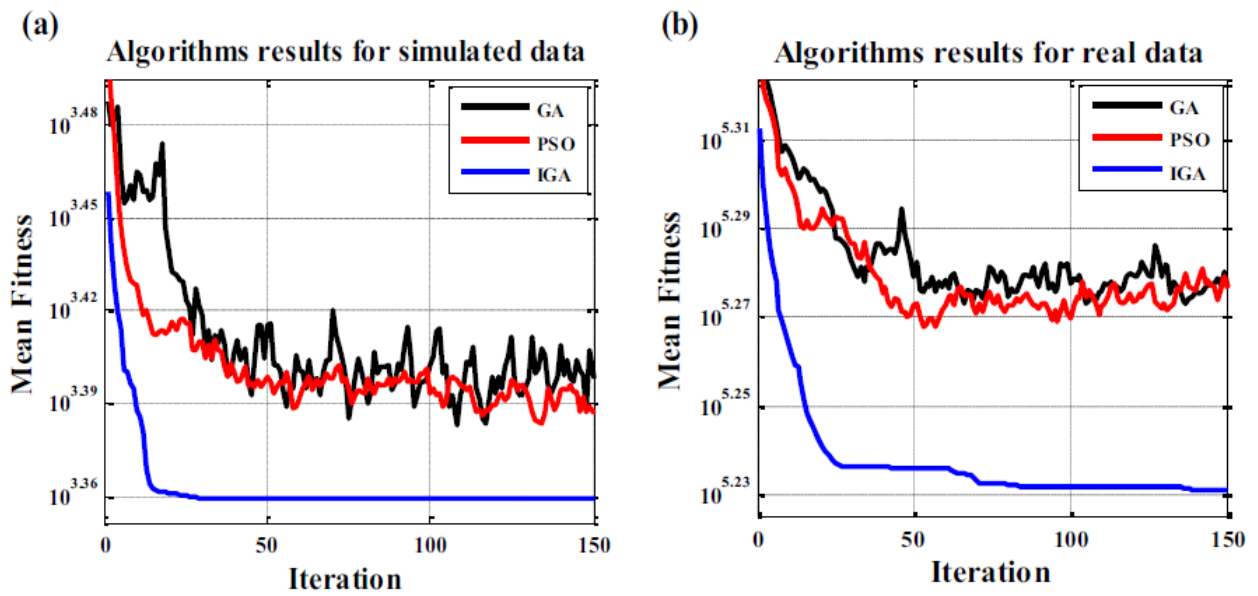 (a)
Algorithms results for simulated data
10^3.48
10^3.45
10^3.42
10^3.39
10^3.36
Mean Fitness
GA
PSO
IGA
0 50 100 150
Iteration
(b)
Algorithms results for real data
10^5.31
10^5.29
10^5.27
10^5.25
10^5.23
Mean Fitness
GA
PSO
IGA
0 50 100 150
Iteration